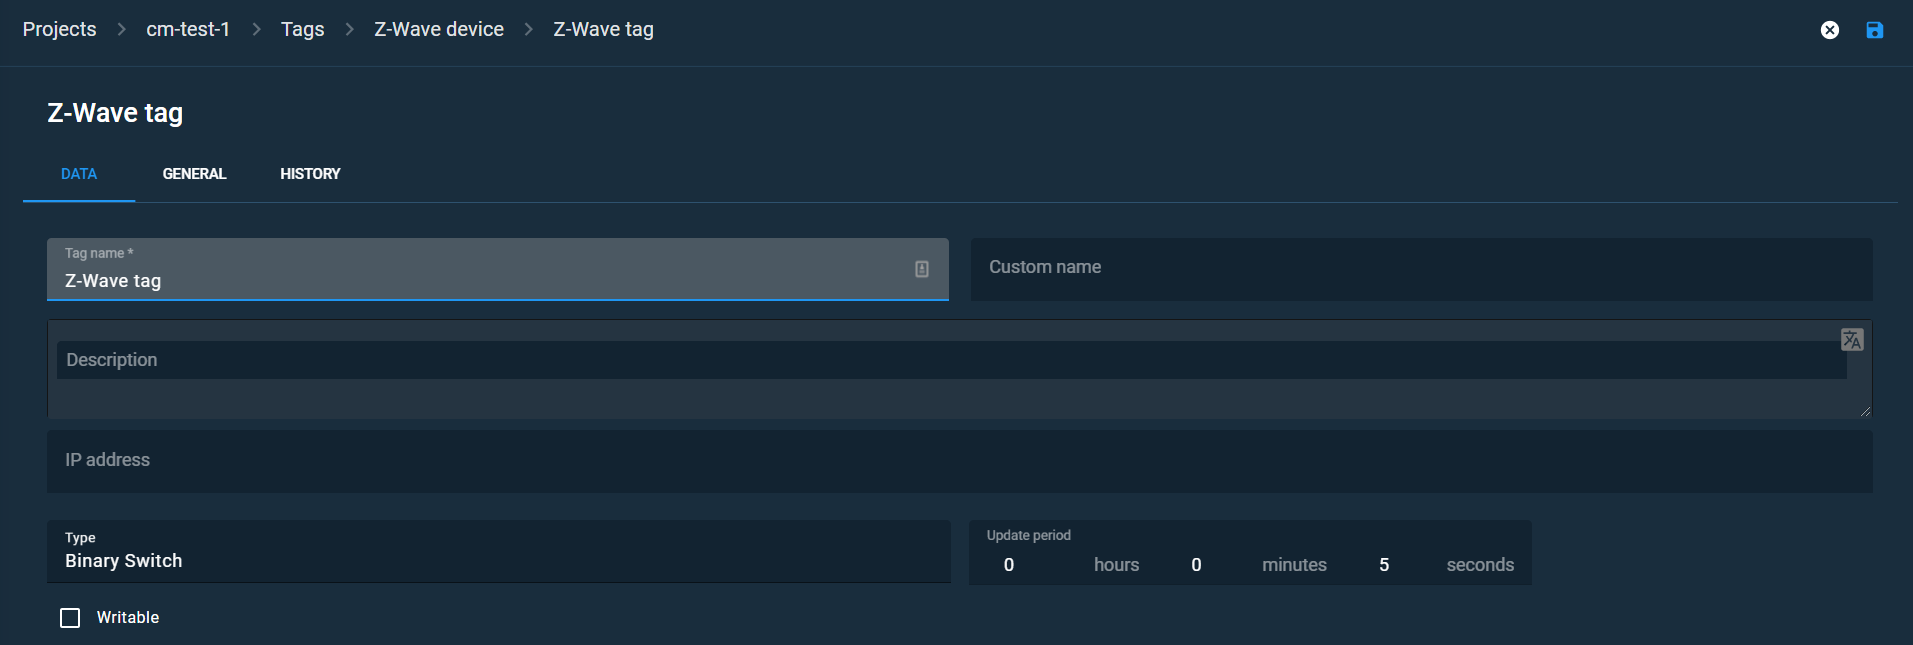 Projects > cm-test-1 > Tags > Z-Wave device > Z-Wave tag
Z-Wave tag
DATA GENERAL HISTORY
Tag name *
Z-Wave tag
Custom name
Description
IP address
Type
Binary Switch
Update period
0 hours 0 minutes 5 seconds
Writable